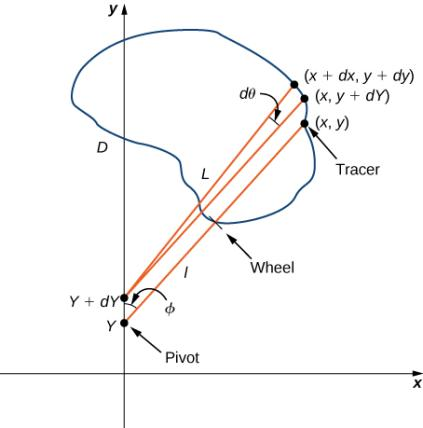 y
(x + dx, y + dy)
dθ
(x, y + dY)
(x, y)
D
L
Tracer
Wheel
l
Y + dY
ϕ
Y
Pivot
x